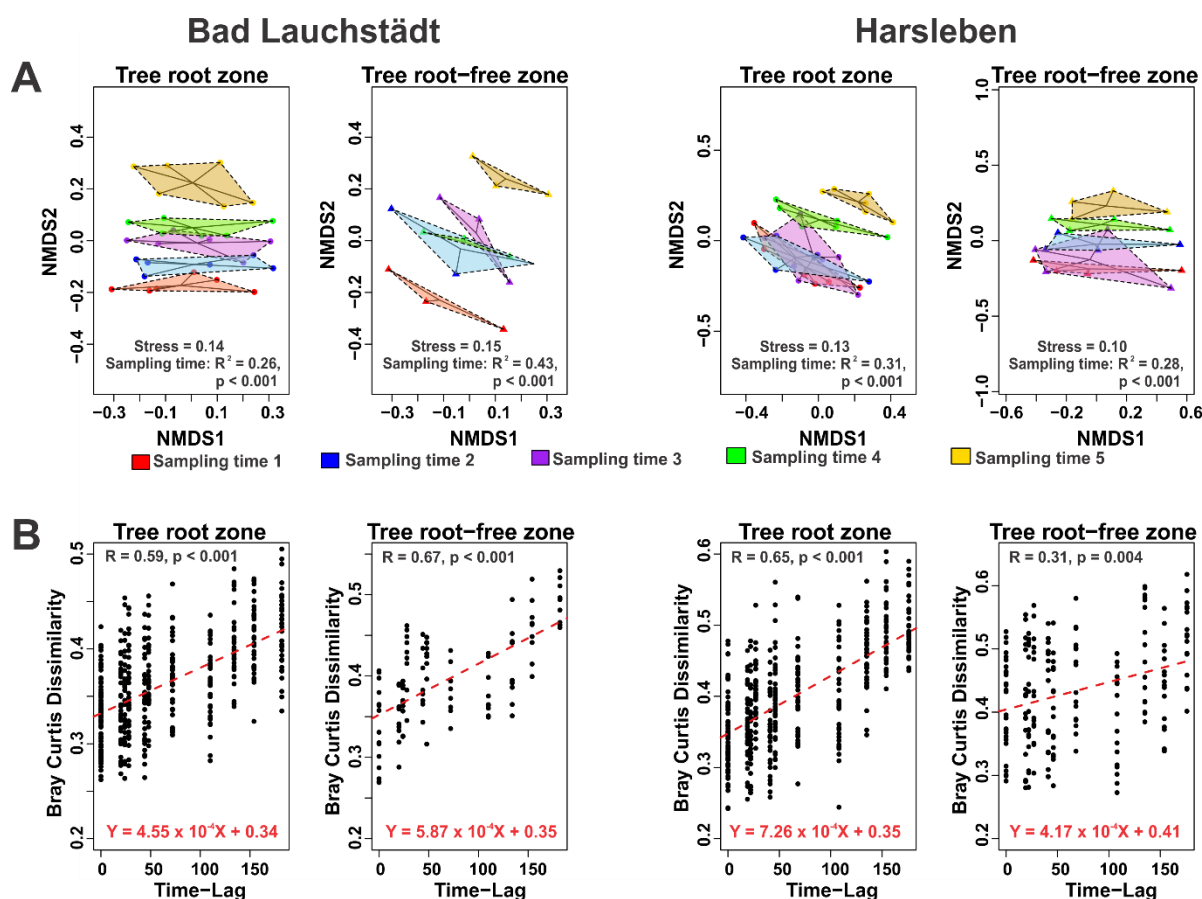 Bad Lauchstädt
Harsleben
A
Tree root zone
Tree root−free zone
Tree root zone
Tree root−free zone
NMDS2
0.4
0.2
0.0
−0.2
−0.4
Stress = 0.14
Sampling time: R² = 0.26,
p < 0.001
−0.3 −0.1 0.1 0.3
NMDS1
NMDS2
0.4
0.2
0.0
−0.2
−0.4
Stress = 0.15
Sampling time: R² = 0.43,
p < 0.001
−0.3 −0.1 0.1 0.3
NMDS1
NMDS2
0.5
0.0
−0.5
Stress = 0.13
Sampling time: R² = 0.31,
p < 0.001
−0.4 0.0 0.2 0.4
NMDS1
NMDS2
1.0
0.5
0.0
−0.5
−1.0
Stress = 0.10
Sampling time: R² = 0.28,
p < 0.001
−0.6 −0.2 0.2 0.6
NMDS1
Sampling time 1
Sampling time 2
Sampling time 3
Sampling time 4
Sampling time 5
B
Tree root zone
Tree root−free zone
Tree root zone
Tree root−free zone
Bray Curtis Dissimilarity
0.5
0.4
0.3
0.2
R = 0.59, p < 0.001
Y = 4.55 x 10⁻⁴X + 0.34
0 50 100 150
Time−Lag
Bray Curtis Dissimilarity
0.5
0.4
0.3
0.2
R = 0.67, p < 0.001
Y = 5.87 x 10⁻⁴X + 0.35
0 50 100 150
Time−Lag
Bray Curtis Dissimilarity
0.6
0.5
0.4
0.3
0.2
R = 0.65, p < 0.001
Y = 7.26 x 10⁻⁴X + 0.35
0 50 100 150
Time−Lag
Bray Curtis Dissimilarity
0.6
0.5
0.4
0.3
0.2
R = 0.31, p = 0.004
Y = 4.17 x 10⁻⁴X + 0.41
0 50 100 150
Time−Lag